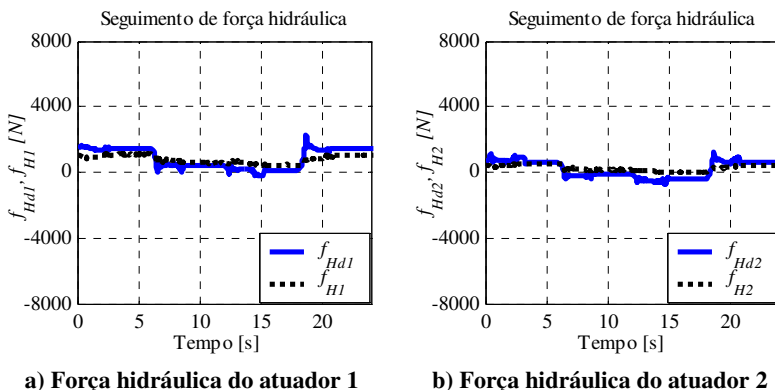 Seguimento de força hidráulica
8000
4000
0
-4000
-8000
f_Hd1, f_H1 [N]
0 5 10 15 20
Tempo [s]
f_Hd1
f_H1
a) Força hidráulica do atuador 1
Seguimento de força hidráulica
8000
4000
0
-4000
-8000
f_Hd2, f_H2 [N]
0 5 10 15 20
Tempo [s]
f_Hd2
f_H2
b) Força hidráulica do atuador 2